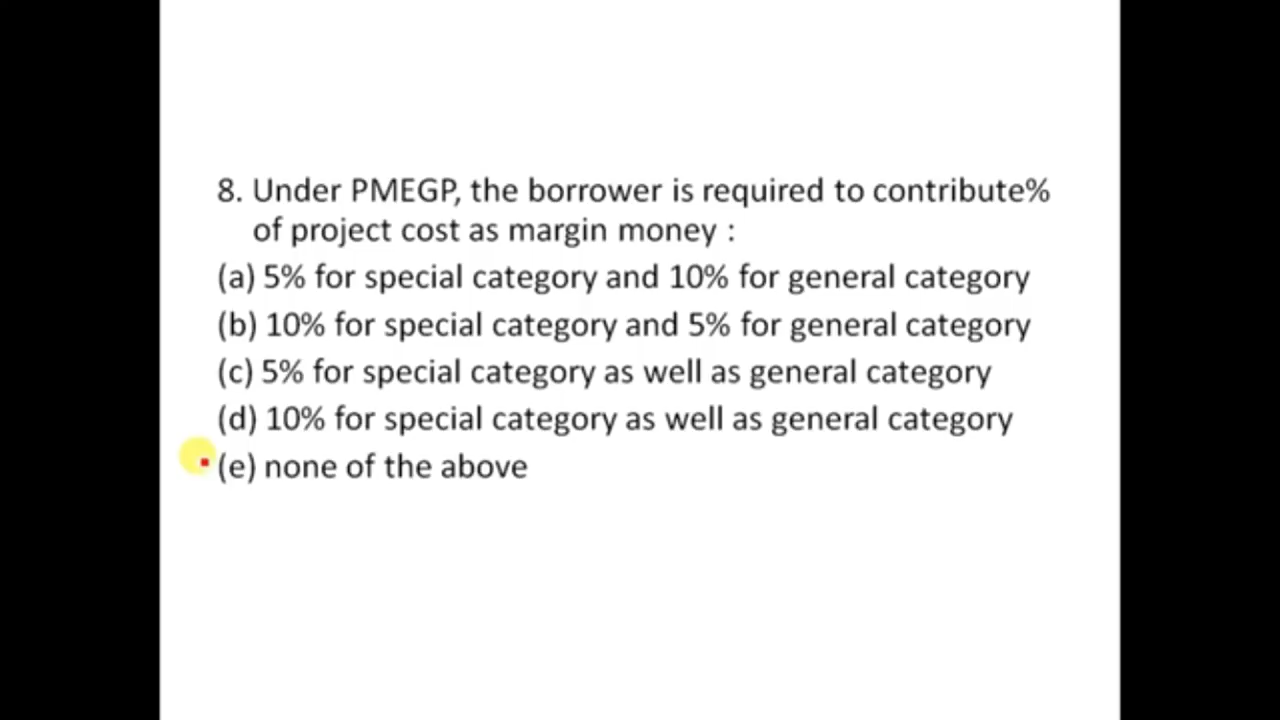 8. Under PMEGP, the borrower is required to contribute%
of project cost as margin money :
(a) 5% for special category and 10% for general category
(b) 10% for special category and 5% for general category
(c) 5% for special category as well as general category
(d) 10% for special category as well as general category
(e) none of the above